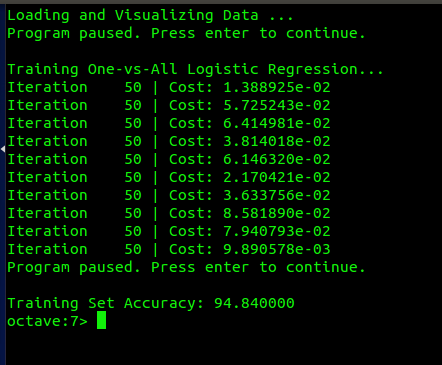 Loading and Visualizing Data ...
Program paused. Press enter to continue.
Training One-vs-All Logistic Regression...
Iteration    50 | Cost: 1.388925e-02
Iteration    50 | Cost: 5.725243e-02
Iteration    50 | Cost: 6.414981e-02
Iteration    50 | Cost: 3.814018e-02
Iteration    50 | Cost: 6.146320e-02
Iteration    50 | Cost: 2.170421e-02
Iteration    50 | Cost: 3.633756e-02
Iteration    50 | Cost: 8.581890e-02
Iteration    50 | Cost: 7.940793e-02
Iteration    50 | Cost: 9.890578e-03
Program paused. Press enter to continue.
Training Set Accuracy: 94.840000
octave:7>